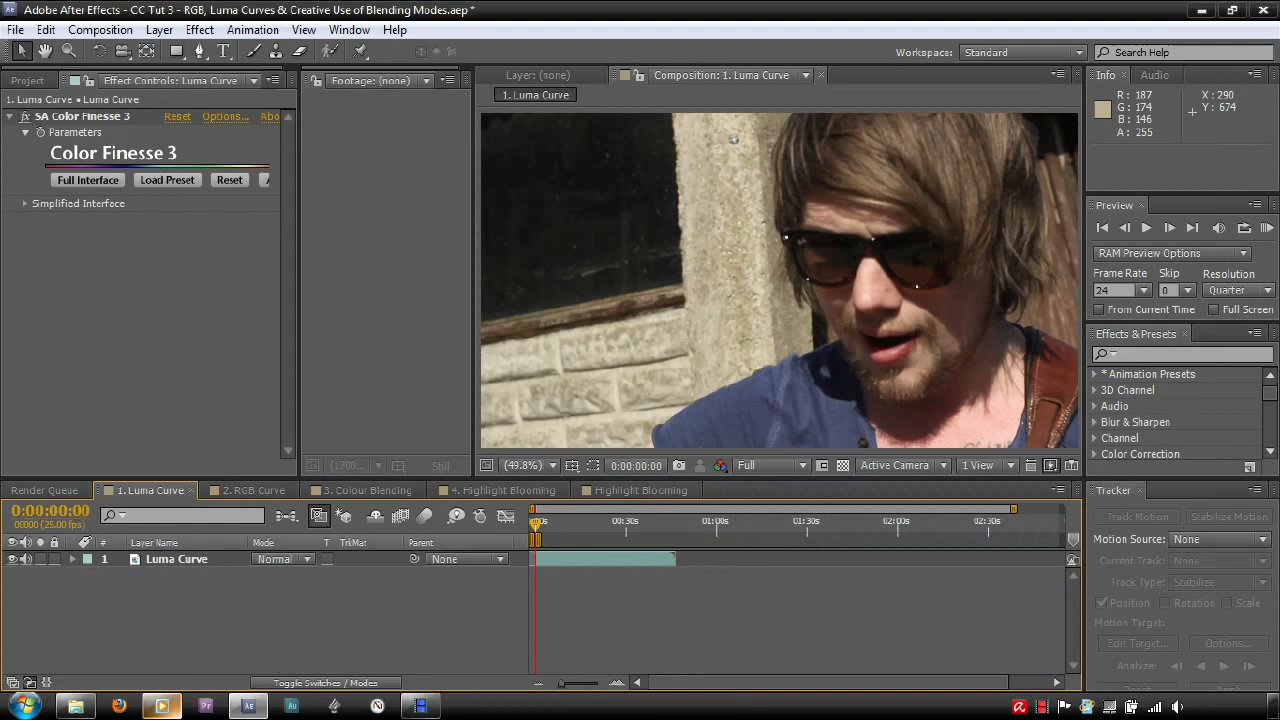 Adobe After Effects - CC Tut 3 - RGB, Luma Curves & Creative Use of Blending Modes.aep *
File Edit Composition Layer Effect Animation View Window Help
Workspace: Standard Search Help
Project Effect Controls: Luma Curve Footage: (none) Layer: (none) Composition: 1. Luma Curve Info Audio
1. Luma Curve • Luma Curve
1. Luma Curve
R: 187 X: 290
G: 174 Y: 674
B: 146
A: 255
fx SA Color Finesse 3 Reset Options... Abo
Parameters
Color Finesse 3
Full Interface Load Preset Reset
Simplified Interface
Preview
RAM Preview Options
Frame Rate Skip Resolution
24 0 Quarter
From Current Time Full Screen
Effects & Presets
* Animation Presets
3D Channel
Audio
Blur & Sharpen
Channel
Color Correction
(1700... Still (49.8%) 0:00:00:00 Full Active Camera 1 View
Render Queue 1. Luma Curve 2. RGB Curve 3. Colour Blending 4. Highlight Blooming Highlight Blooming
0:00:00:00
00000 (25.00 fps)
00:30s 01:00s 01:30s 02:00s 02:30s
# Layer Name Mode T TrkMat Parent
1 Luma Curve Normal None
Toggle Switches / Modes
Tracker
Track Motion Stabilize Motion
Motion Source: None
Current Track: None
Track Type: Stabilize
Position Rotation Scale
Motion Target:
Edit Target... Options...
Analyze:
Pr Ae Au